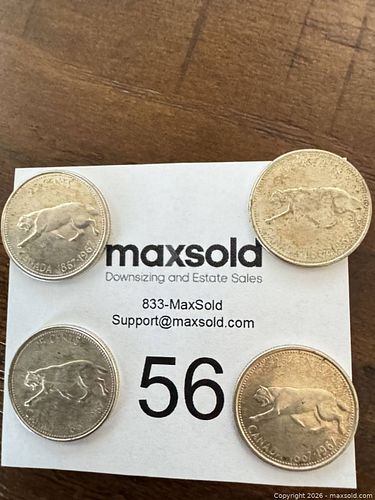 maxsold
Downsizing and Estate Sales
833-MaxSold
Support@maxsold.com
56
CANADA 1867-1967
CANADA 1867-1967
Copyright © 2026 - maxsold.com